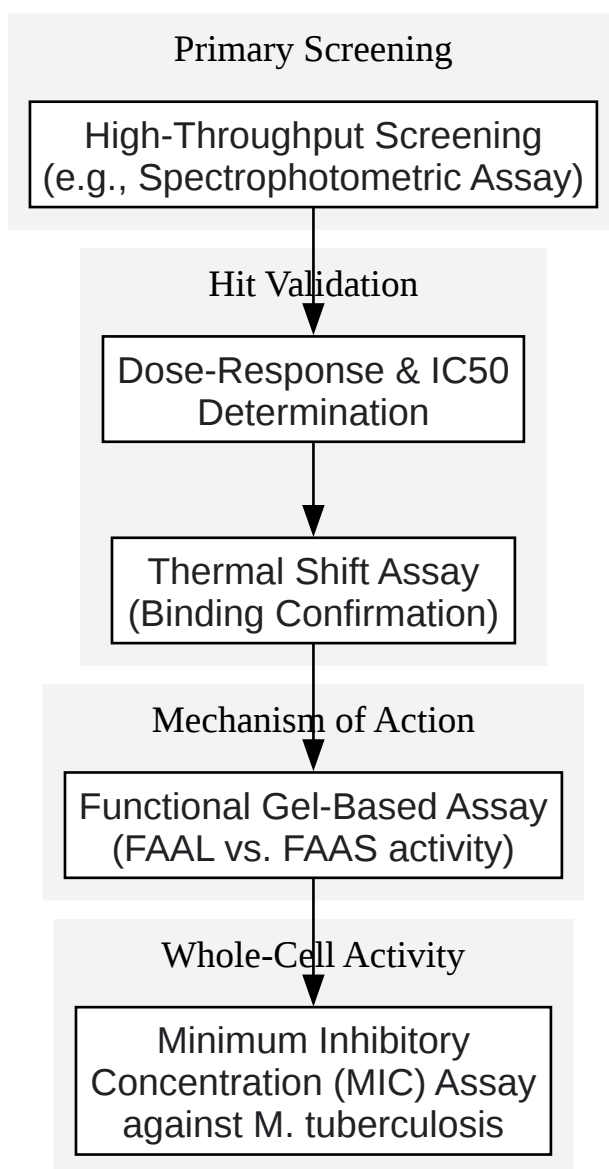 Primary Screening
High-Throughput Screening
(e.g., Spectrophotometric Assay)
Hit Validation
Dose-Response & IC50
Determination
Thermal Shift Assay
(Binding Confirmation)
Mechanism of Action
Functional Gel-Based Assay
(FAAL vs. FAAS activity)
Whole-Cell Activity
Minimum Inhibitory
Concentration (MIC) Assay
against M. tuberculosis